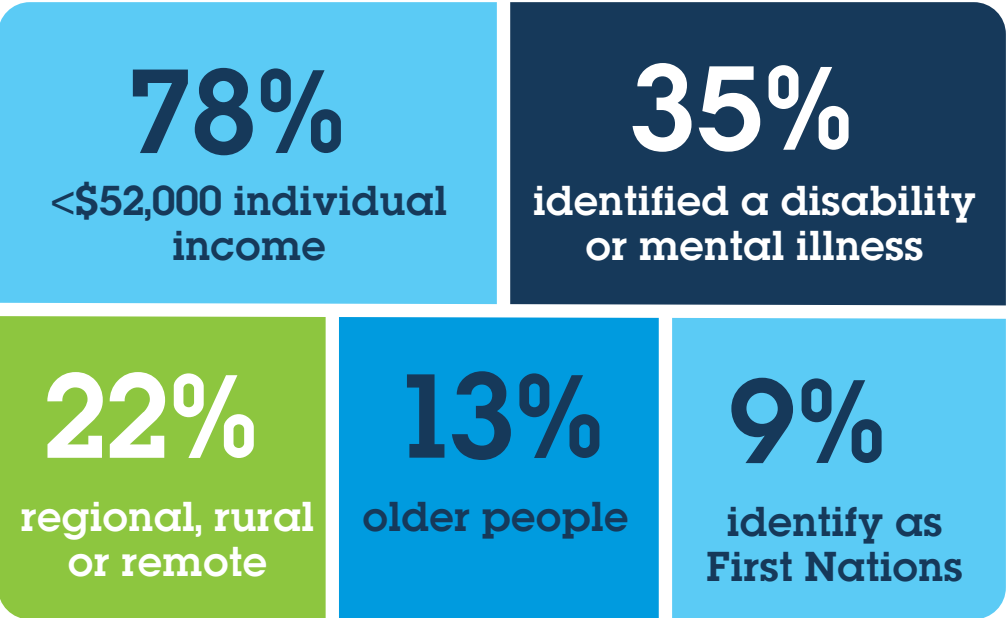 78%
<$52,000 individual
income
35%
identified a disability
or mental illness
22%
regional, rural
or remote
13%
older people
9%
identify as
First Nations